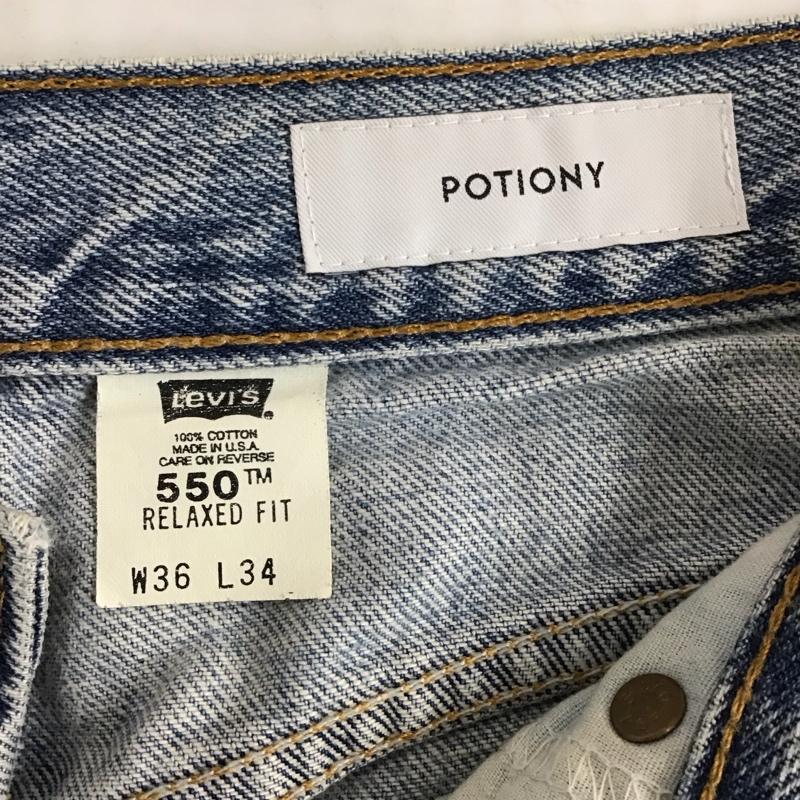 POTIONY
Levi's
100% COTTON
MADE IN U.S.A.
CARE ON REVERSE
550™
RELAXED FIT
W36 L34